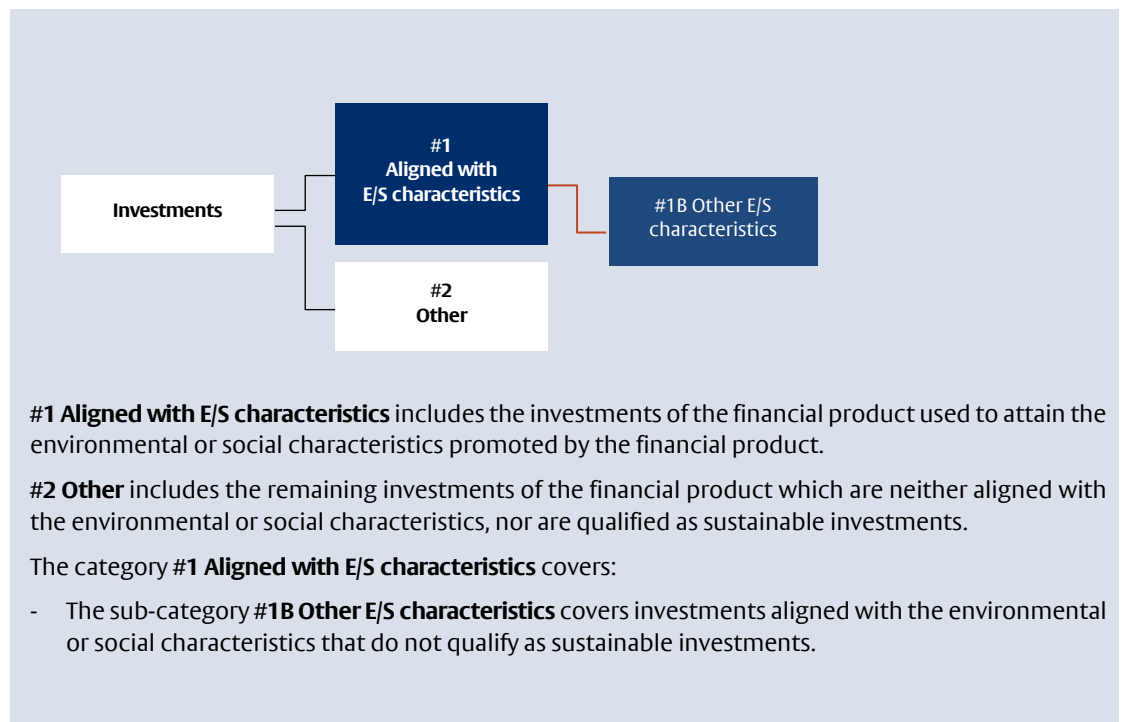 #1
Aligned with
E/S characteristics
Investments
#1B Other E/S
characteristics
#2
Other
#1 Aligned with E/S characteristics includes the investments of the financial product used to attain the
environmental or social characteristics promoted by the financial product.
#2 Other includes the remaining investments of the financial product which are neither aligned with
the environmental or social characteristics, nor are qualified as sustainable investments.
The category #1 Aligned with E/S characteristics covers:
- The sub-category #1B Other E/S characteristics covers investments aligned with the environmental
or social characteristics that do not qualify as sustainable investments.